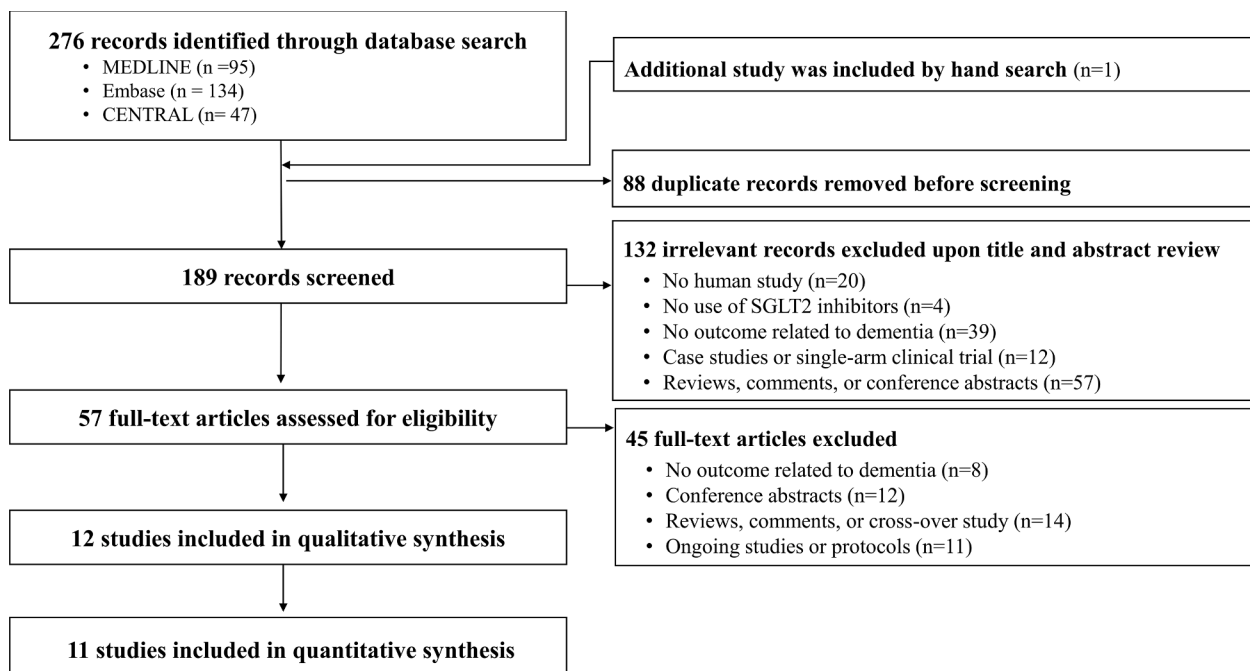 276 records identified through database search
• MEDLINE (n =95)
• Embase (n = 134)
• CENTRAL (n= 47)
Additional study was included by hand search (n=1)
88 duplicate records removed before screening
189 records screened
132 irrelevant records excluded upon title and abstract review
• No human study (n=20)
• No use of SGLT2 inhibitors (n=4)
• No outcome related to dementia (n=39)
• Case studies or single-arm clinical trial (n=12)
• Reviews, comments, or conference abstracts (n=57)
57 full-text articles assessed for eligibility
45 full-text articles excluded
• No outcome related to dementia (n=8)
• Conference abstracts (n=12)
• Reviews, comments, or cross-over study (n=14)
• Ongoing studies or protocols (n=11)
12 studies included in qualitative synthesis
11 studies included in quantitative synthesis